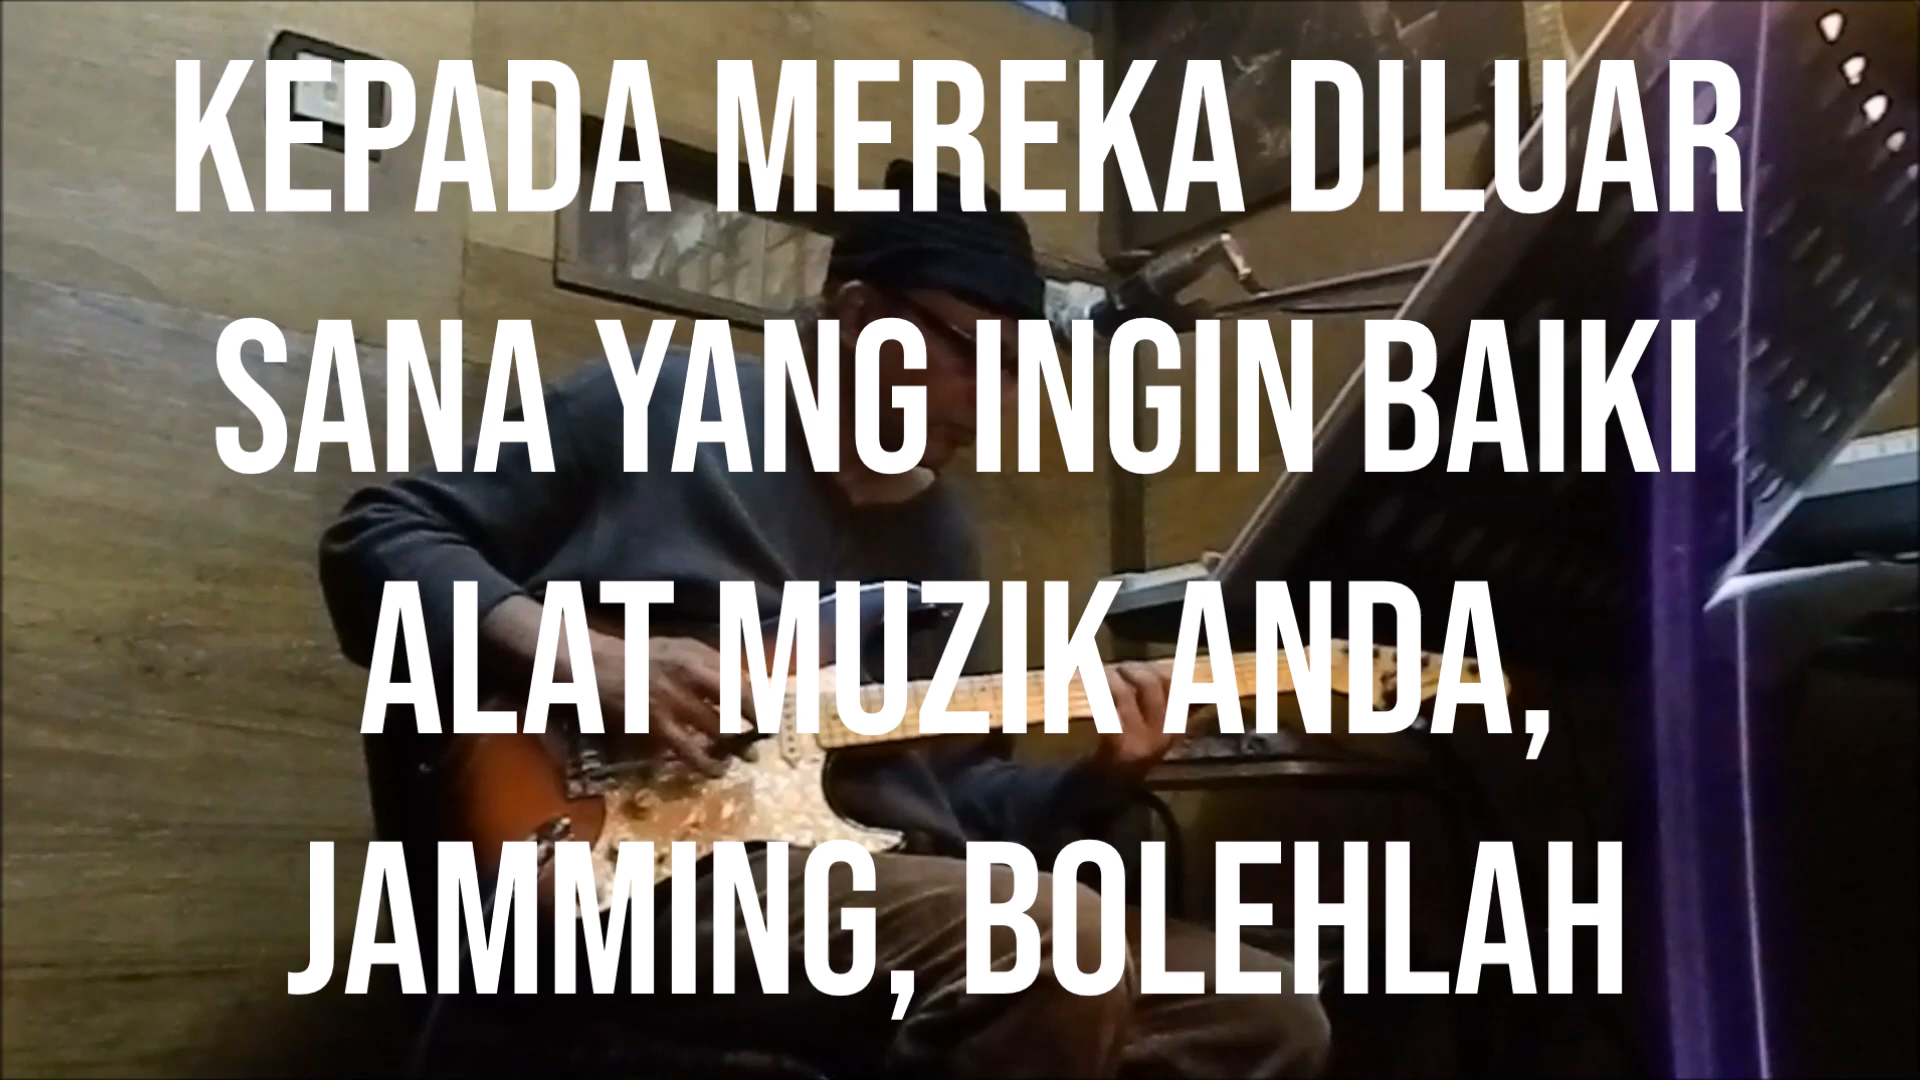 KEPADA MEREKA DILUAR
SANA YANG INGIN BAIKI
ALAT MUZIK ANDA,
JAMMING, BOLEHLAH